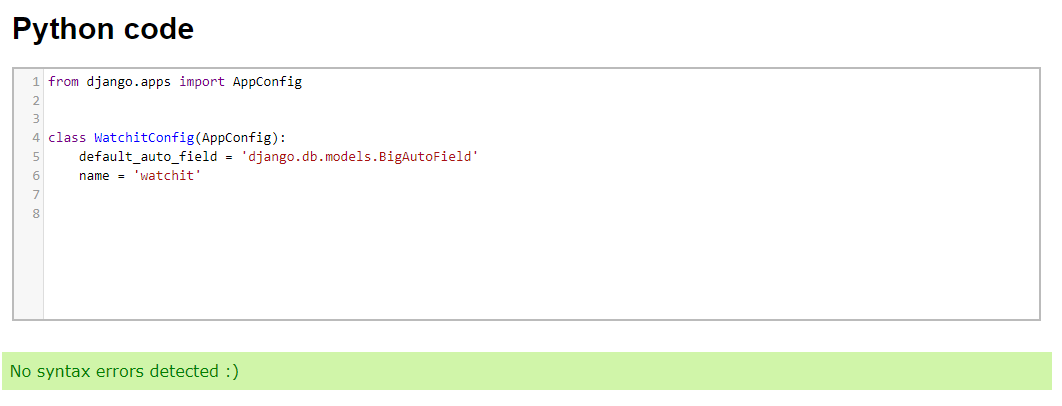 Python code
1 from django.apps import AppConfig
2
3
4 class WatchitConfig(AppConfig):
5     default_auto_field = 'django.db.models.BigAutoField'
6     name = 'watchit'
7
8
No syntax errors detected :)